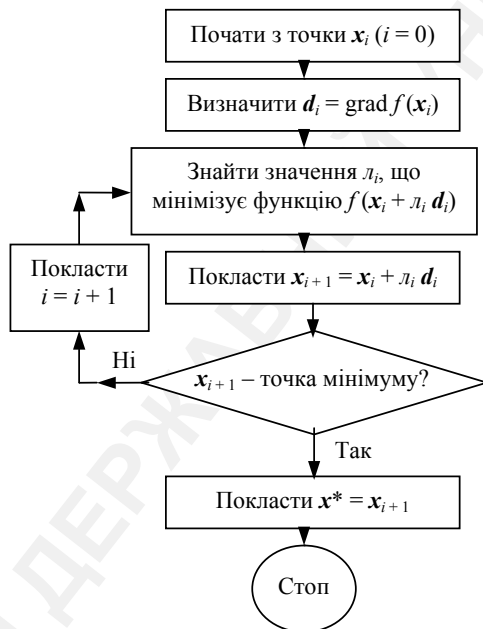 Почати з точки xᵢ (i = 0)
Визначити dᵢ = grad f (xᵢ)
Знайти значення лᵢ, що
мінімізує функцію f (xᵢ + лᵢ dᵢ)
Покласти
i = i + 1
Покласти xᵢ₊₁ = xᵢ + лᵢ dᵢ
Ні
xᵢ₊₁ – точка мінімуму?
Так
Покласти x* = xᵢ₊₁
Стоп